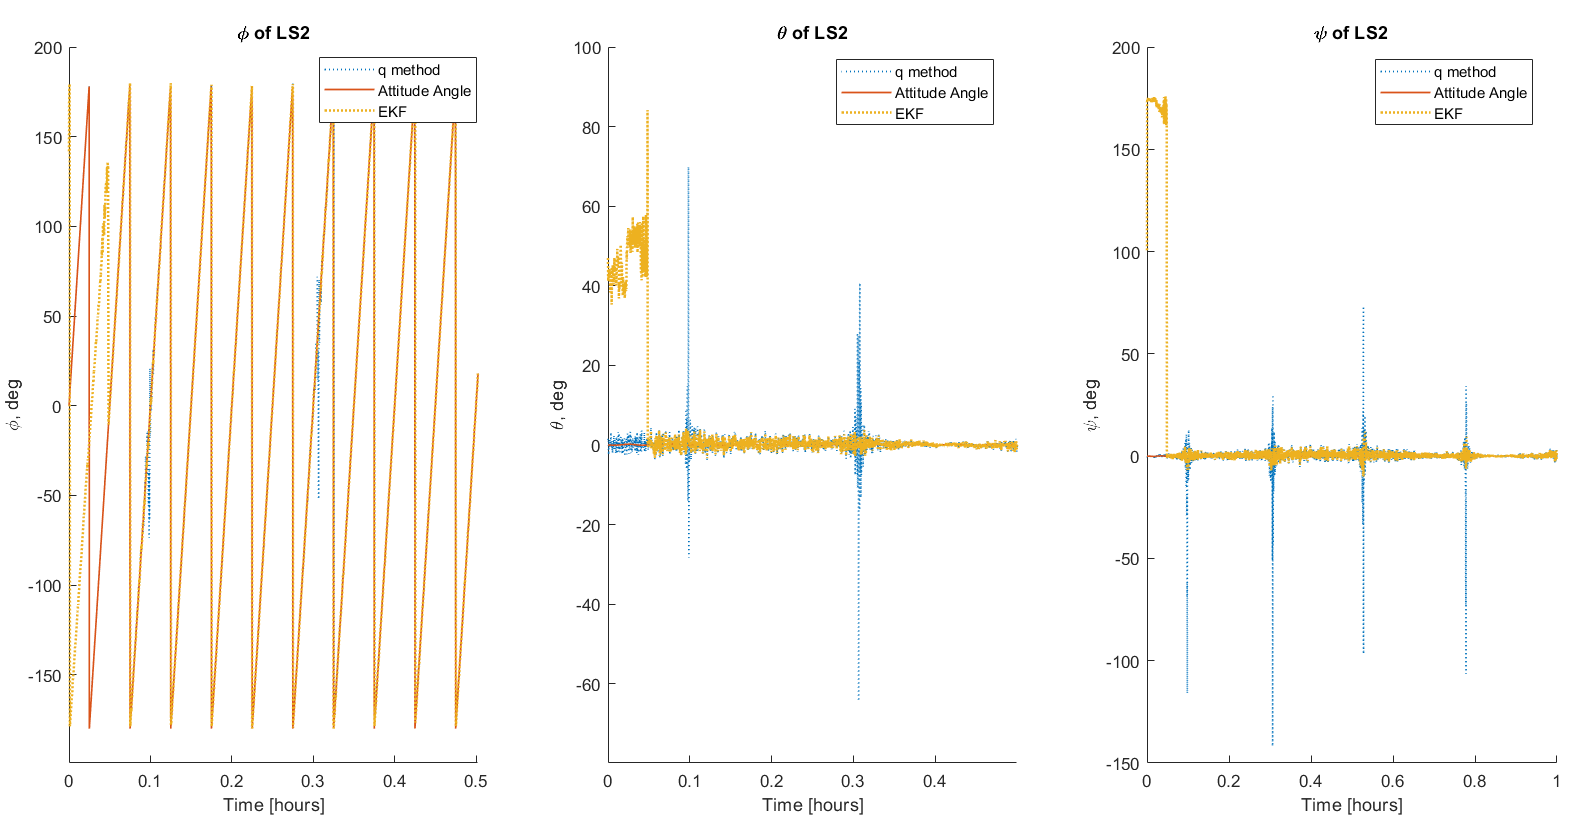 ϕ of LS2
200
150
100
50
0
-50
-100
-150
0
0.1
0.2
0.3
0.4
0.5
ϕ, deg
Time [hours]
q method
Attitude Angle
EKF
θ of LS2
100
80
60
40
20
0
-20
-40
-60
0
0.1
0.2
0.3
0.4
θ, deg
Time [hours]
q method
Attitude Angle
EKF
ψ of LS2
200
150
100
50
0
-50
-100
-150
0
0.2
0.4
0.6
0.8
1
ψ, deg
Time [hours]
q method
Attitude Angle
EKF